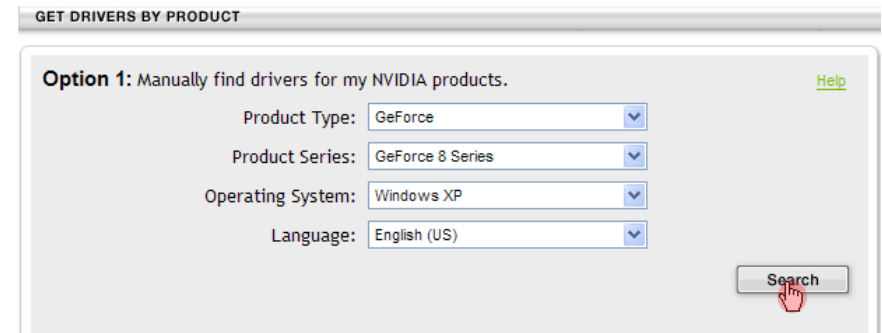 GET DRIVERS BY PRODUCT
Option 1: Manually find drivers for my NVIDIA products.
Help
Product Type: GeForce
Product Series: GeForce 8 Series
Operating System: Windows XP
Language: English (US)
Search